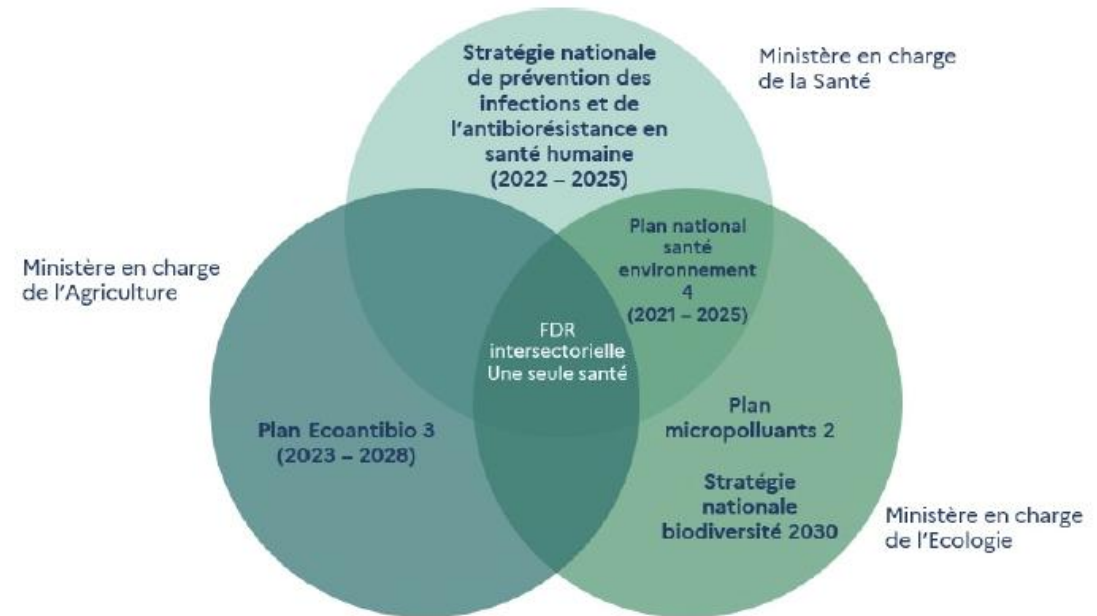 Stratégie nationale
de prévention des
infections et de
l'antibiorésistance en
santé humaine
(2022 – 2025)
Ministère en charge
de la Santé
Plan national
santé
environnement
4
(2021 – 2025)
Ministère en charge
de l'Agriculture
FDR
intersectorielle
Une seule santé
Plan Ecoantibio 3
(2023 – 2028)
Plan
micropolluants 2
Stratégie
nationale
biodiversité 2030
Ministère en charge
de l'Ecologie